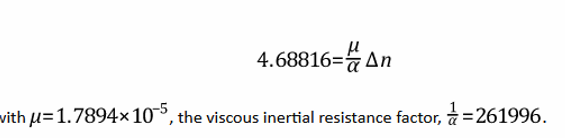 4.68816=μ/α Δn
with μ=1.7894×10⁻⁵, the viscous inertial resistance factor, 1/α=261996.